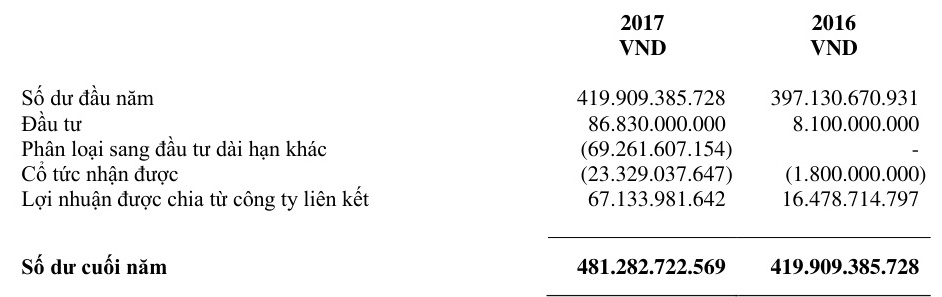 2017 2016
VND VND
Số dư đầu năm 419.909.385.728 397.130.670.931
Đầu tư 86.830.000.000 8.100.000.000
Phân loại sang đầu tư dài hạn khác (69.261.607.154) -
Cổ tức nhận được (23.329.037.647) (1.800.000.000)
Lợi nhuận được chia từ công ty liên kết 67.133.981.642 16.478.714.797
Số dư cuối năm 481.282.722.569 419.909.385.728